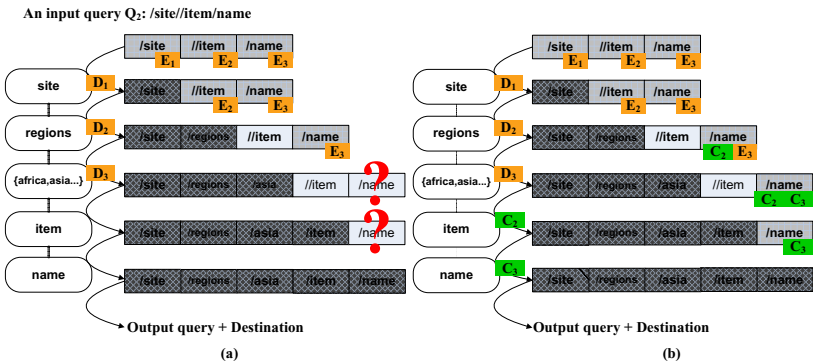 An input query Q₂: /site//item/name
/site //item /name
E₁ E₂ E₃
site
D₁
/site //item /name
E₂ E₃
regions
D₂
/site /regions //item /name
E₃
{africa,asia...}
D₃
/site /regions /asia //item /name
?
item
/site /regions /asia /item /name
?
name
/site /regions /asia /item /name
Output query + Destination
(a)
/site //item /name
E₁ E₂ E₃
site
D₁
/site //item /name
E₂ E₃
regions
D₂
/site /regions //item /name
C₂ E₃
{africa,asia...}
D₃
/site /regions /asia //item /name
C₂ C₃
item
C₂
/site /regions /asia /item /name
C₃
name
C₃
/site /regions /asia /item /name
Output query + Destination
(b)